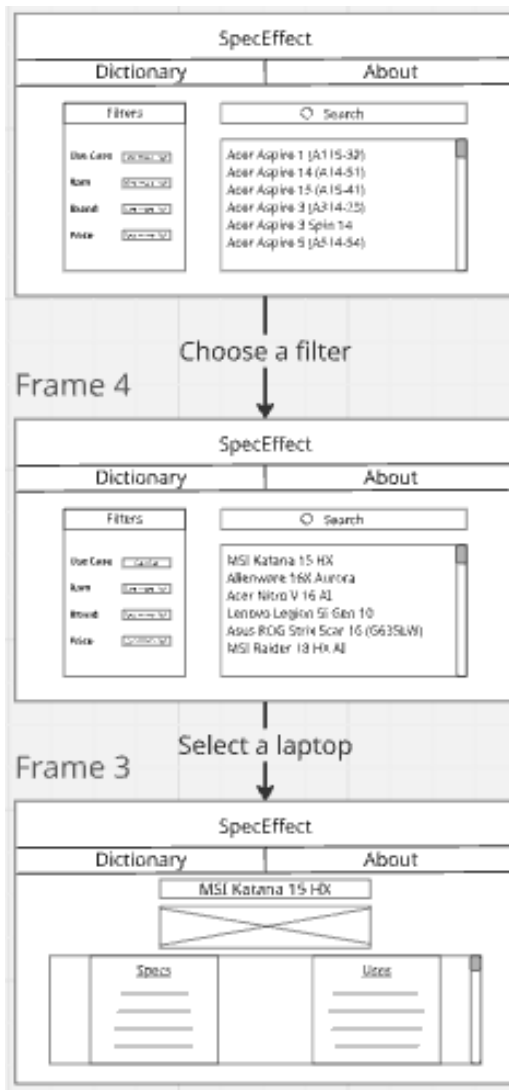 SpecEffect
Dictionary About
Filters Search
Use Case
Ram
Brand
Price
Acer Aspire 1 (A115-32)
Acer Aspire 14 (A14-51)
Acer Aspire 15 (A15-41)
Acer Aspire 3 (A314-23)
Acer Aspire 3 Spin 14
Acer Aspire 5 (A514-54)
Choose a filter
Frame 4
SpecEffect
Dictionary About
Filters Search
Use Case
Ram
Brand
Price
MSI Katana 15 HX
Alienware 16X Aurora
Acer Nitro V 16 AI
Lenovo Legion 5i Gen 10
Asus ROG Strix Scar 16 (G635LW)
MSI Raider 18 HX AI
Select a laptop
Frame 3
SpecEffect
Dictionary About
MSI Katana 15 HX
Specs Uses